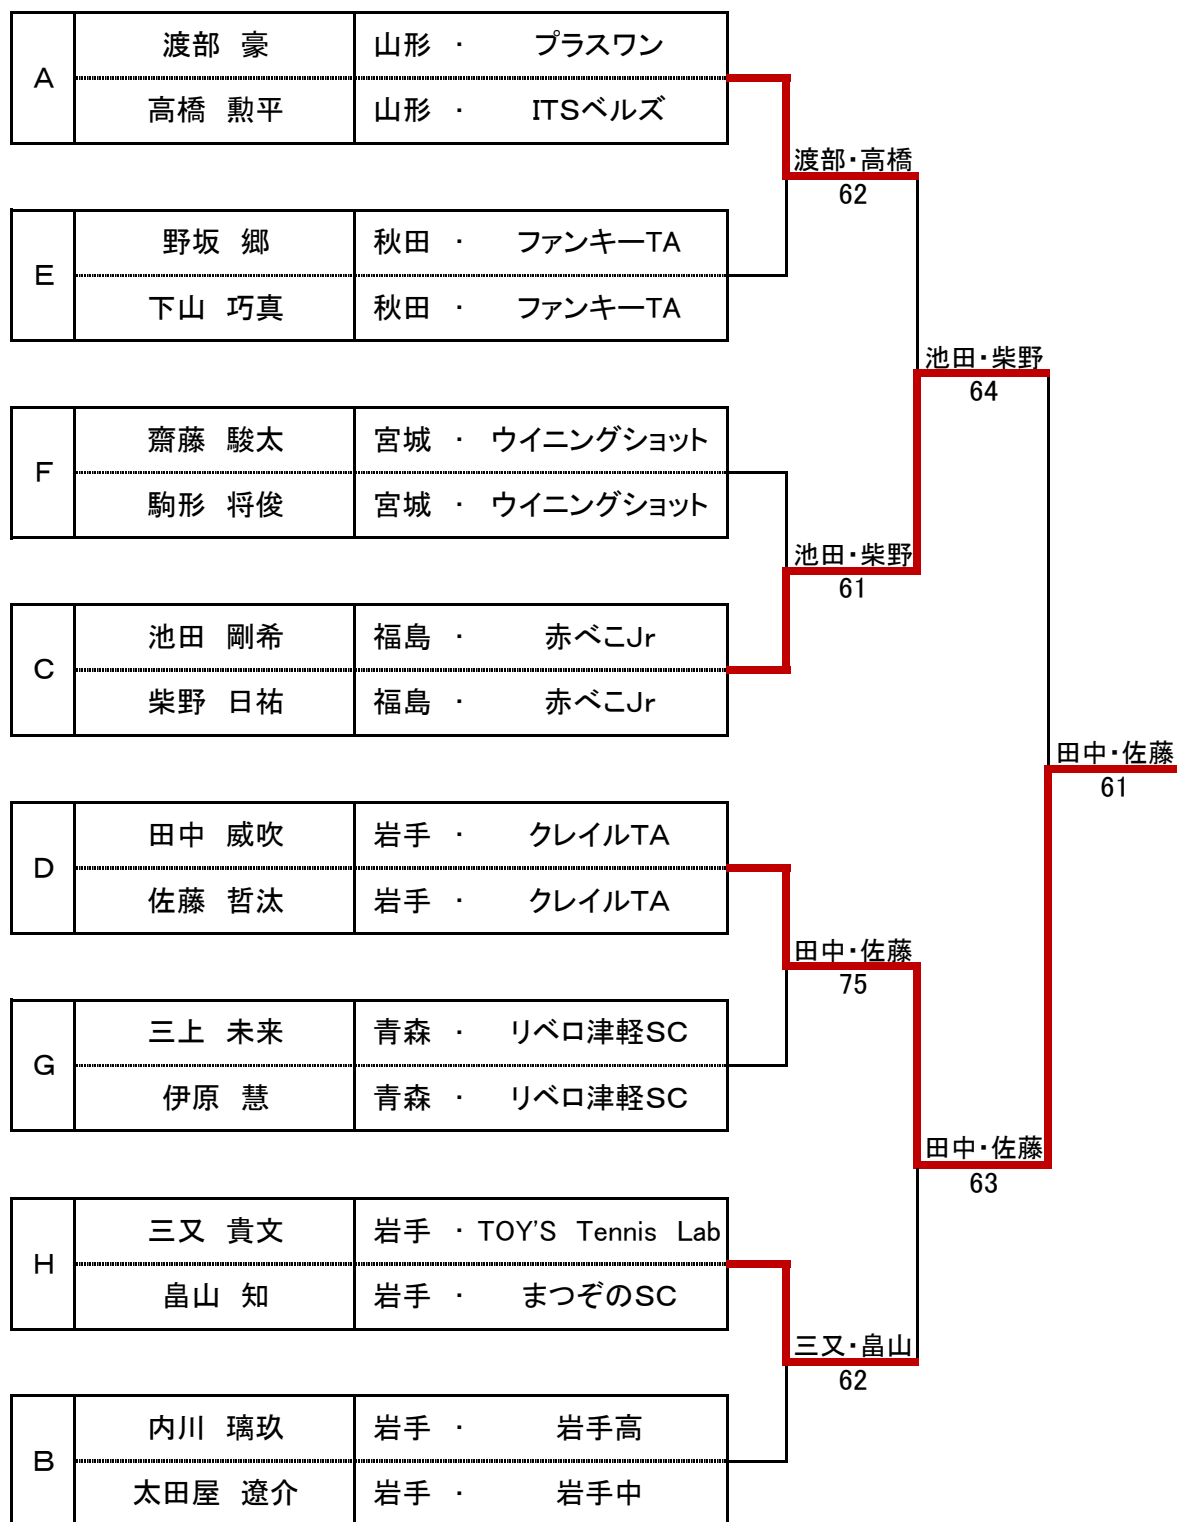 A
渡部 豪 山形 ・ プラスワン
高橋 勲平 山形 ・ ITSベルズ
渡部・高橋
62
E
野坂 郷 秋田 ・ ファンキーTA
下山 巧真 秋田 ・ ファンキーTA
池田・柴野
64
F
齋藤 駿太 宮城 ・ ウイニングショット
駒形 将俊 宮城 ・ ウイニングショット
池田・柴野
61
C
池田 剛希 福島 ・ 赤べこJr
柴野 日祐 福島 ・ 赤べこJr
田中・佐藤
61
D
田中 威吹 岩手 ・ クレイルTA
佐藤 哲汰 岩手 ・ クレイルTA
田中・佐藤
75
G
三上 未来 青森 ・ リベロ津軽SC
伊原 慧 青森 ・ リベロ津軽SC
田中・佐藤
63
H
三又 貴文 岩手 ・ TOY'S Tennis Lab
畠山 知 岩手 ・ まつぞのSC
三又・畠山
62
B
内川 璃玖 岩手 ・ 岩手高
太田屋 遼介 岩手 ・ 岩手中